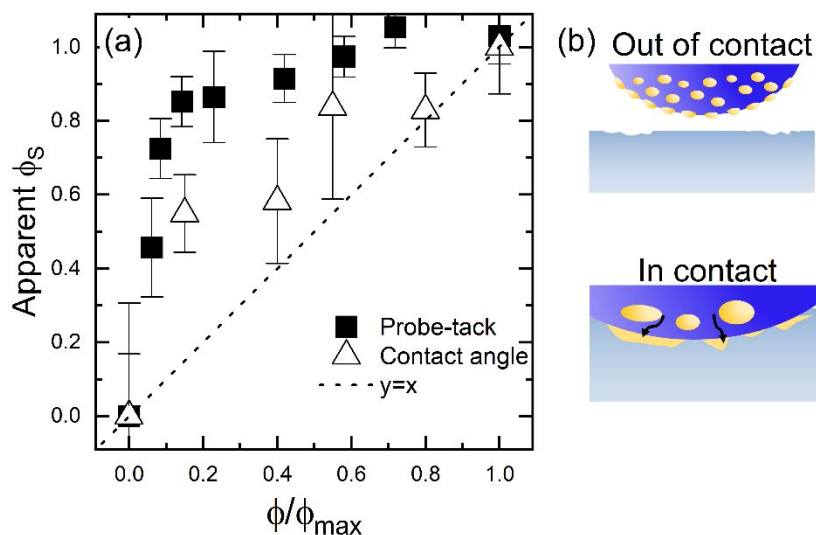 (a)
1.0
0.8
0.6
0.4
0.2
0.0
Apparent ϕS
Probe-tack
Contact angle
y=x
0.0 0.2 0.4 0.6 0.8 1.0
ϕ/ϕmax
(b)
Out of contact
In contact